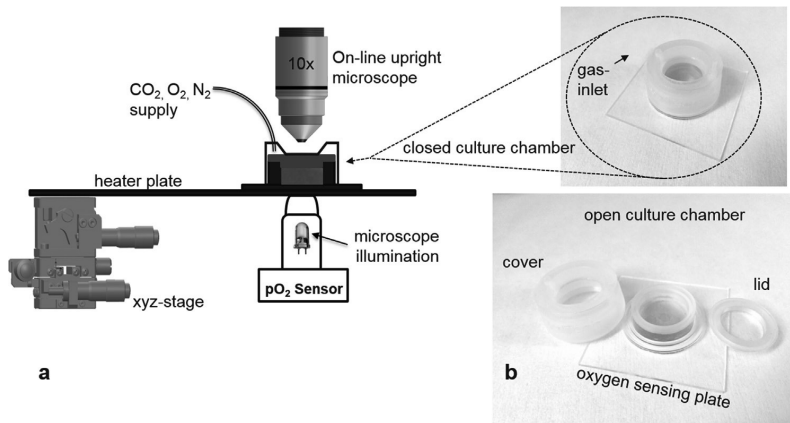 a
10x
On-line upright
microscope
CO2, O2, N2
supply
closed culture chamber
heater plate
microscope
illumination
pO2 Sensor
xyz-stage
gas-
inlet
b
open culture chamber
cover
lid
oxygen sensing plate